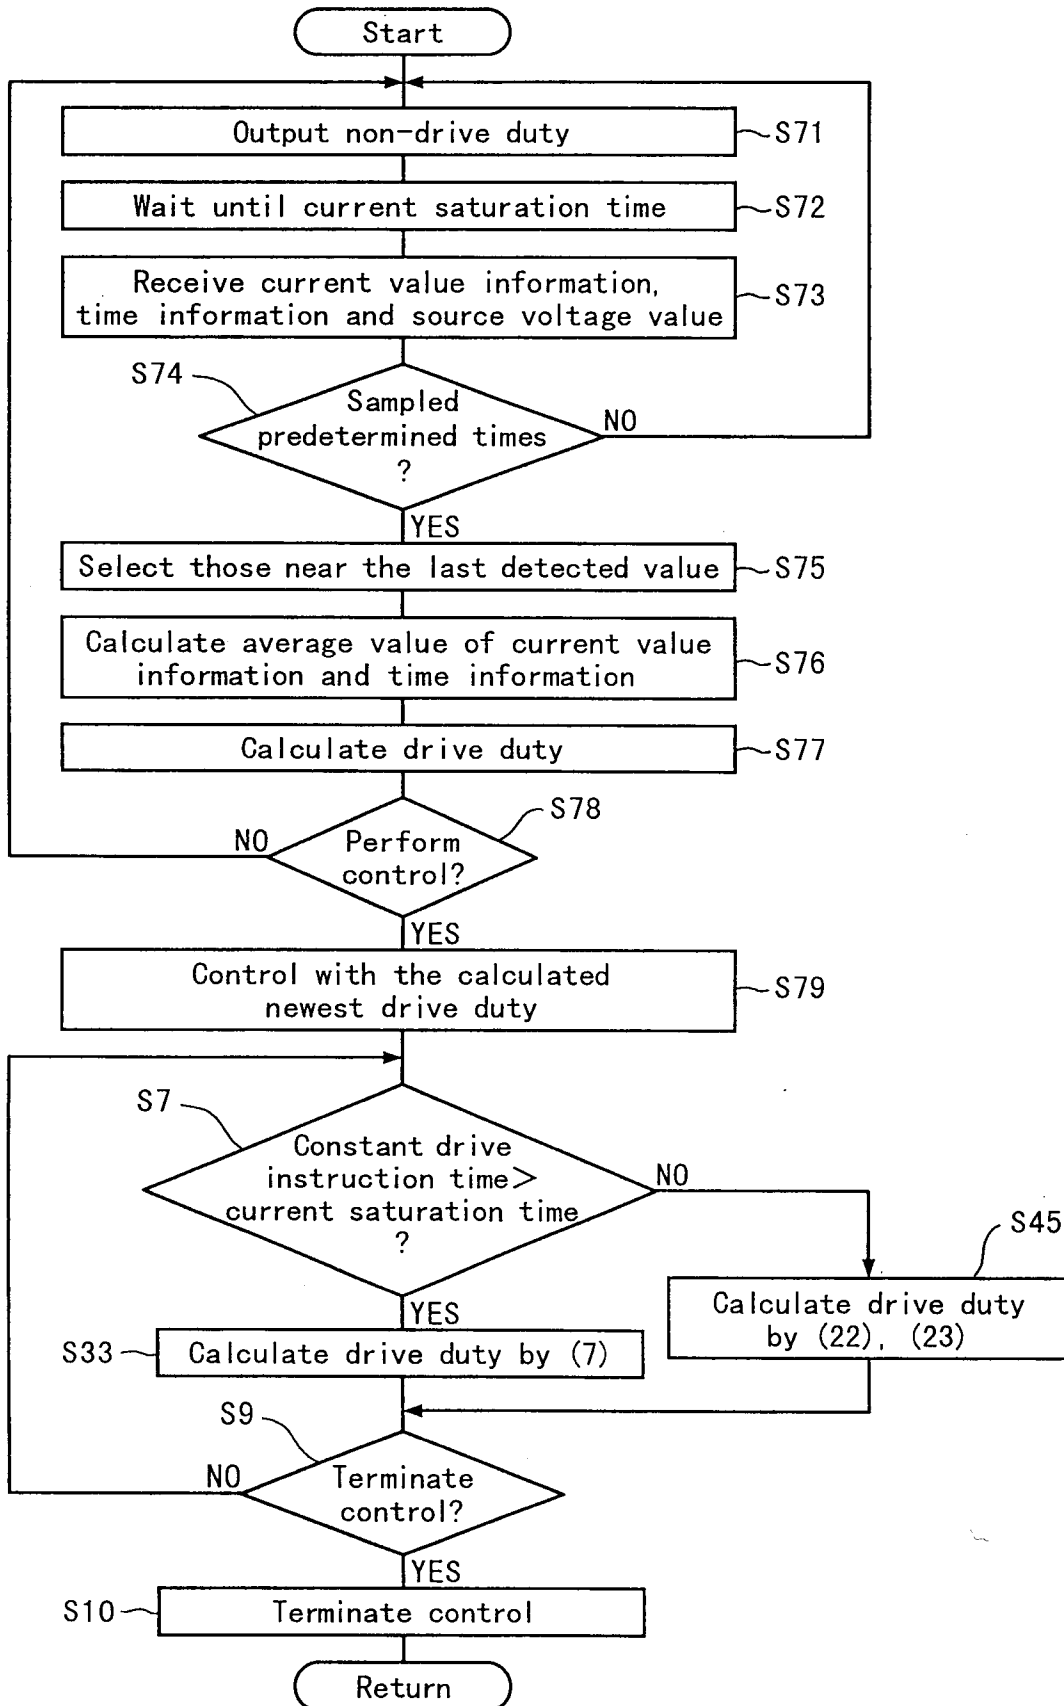 Start
Output non-drive duty
S71
Wait until current saturation time
S72
Receive current value information,
time information and source voltage value
S73
S74
Sampled
predetermined times
?
NO
YES
Select those near the last detected value
S75
Calculate average value of current value
information and time information
S76
Calculate drive duty
S77
S78
Perform
control?
NO
YES
Control with the calculated
newest drive duty
S79
S7
Constant drive
instruction time>
current saturation time
?
NO
YES
S45
Calculate drive duty
by (22), (23)
S33
Calculate drive duty by (7)
S9
Terminate
control?
NO
YES
S10
Terminate control
Return